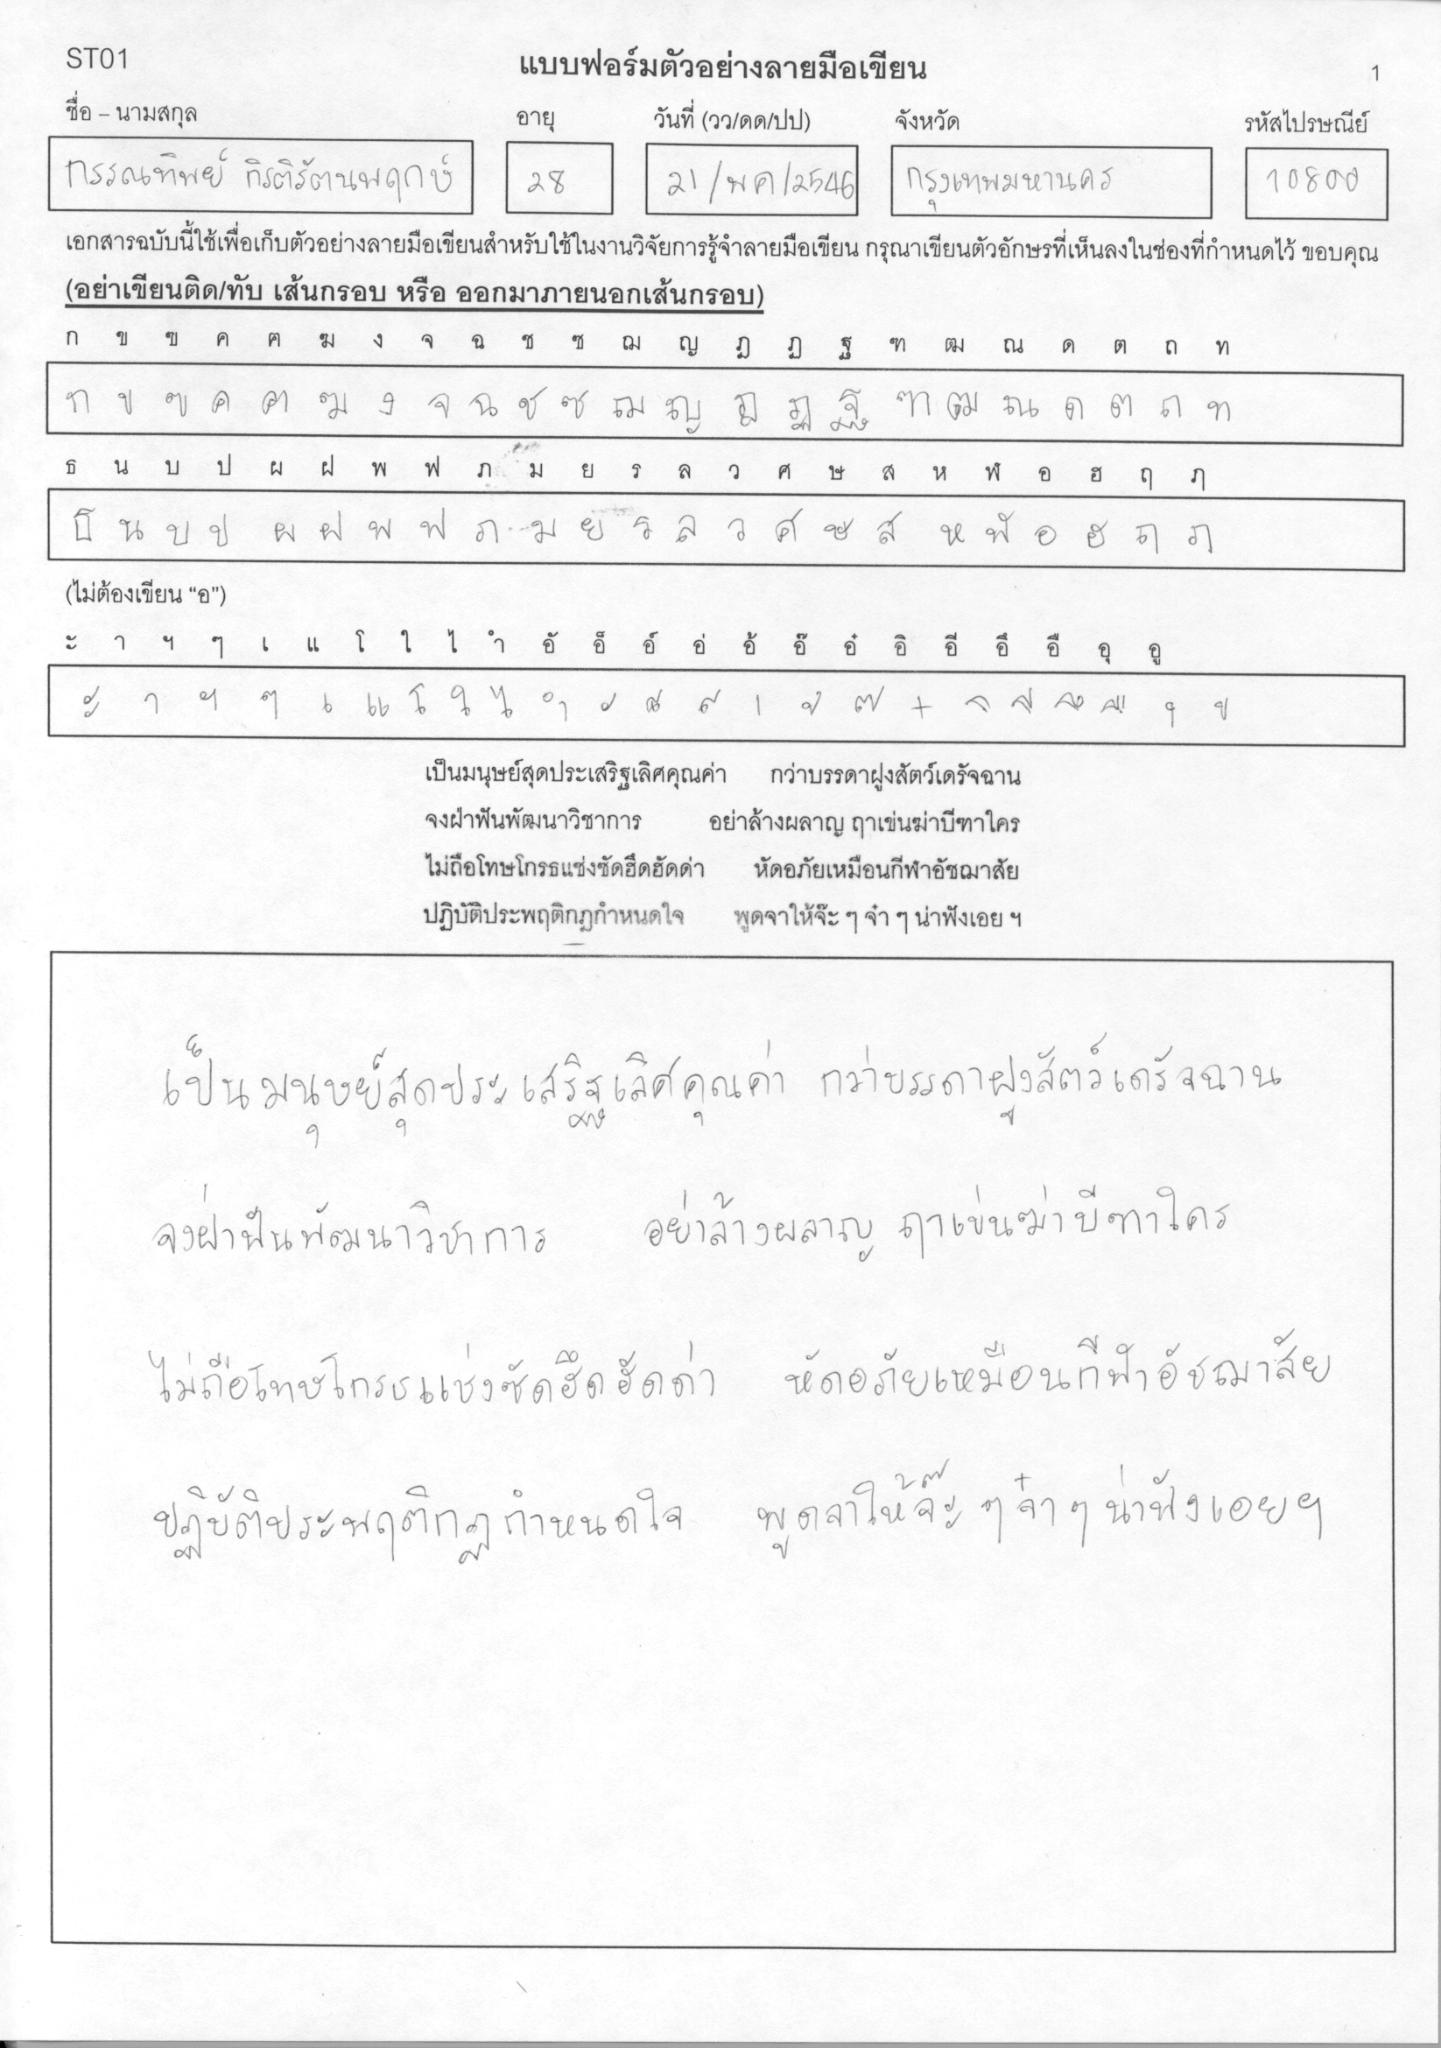 ST01
แบบฟอร์มตัวอย่างลายมือเขียน
1
ชื่อ – นามสกุล อายุ วันที่ (วว/ดด/ปป) จังหวัด รหัสไปรษณีย์
กรรณทิพย์ กิรติรัตนพฤกษ์ 28 21/พค/2546 กรุงเทพมหานคร 10800
เอกสารฉบับนี้ใช้เพื่อเก็บตัวอย่างลายมือเขียนสำหรับใช้ในงานวิจัยการรู้จำลายมือเขียน กรุณาเขียนตัวอักษรที่เห็นลงในช่องที่กำหนดไว้ ขอบคุณ
(อย่าเขียนติด/ทับ เส้นกรอบ หรือ ออกมาภายนอกเส้นกรอบ)
ก ข ฃ ค ฅ ฆ ง จ ฉ ช ซ ฌ ญ ฎ ฏ ฐ ฑ ฒ ณ ด ต ถ ท
ก ข ฃ ค ฅ ฆ ง จ ฉ ช ซ ฌ ญ ฎ ฏ ฐ ฑ ฒ ณ ด ต ถ ท
ธ น บ ป ผ ฝ พ ฟ ภ ม ย ร ล ว ศ ษ ส ห ฬ อ ฮ ฤ ฦ
ธ น บ ป ผ ฝ พ ฟ ภ ม ย ร ล ว ศ ษ ส ห ฬ อ ฮ ฤ ฦ
(ไม่ต้องเขียน “อ”)
ะ า ฯ ๆ เ แ โ ใ ไ ำ อั อ็ อ์ อ่ อ้ อ๊ อ๋ อิ อี อึ อื อุ อู
ะ า ฯ ๆ เ แ โ ใ ไ ำ ั ็ ์ ่ ้ ๊ ๋ ิ ี ึ ื ุ ู
เป็นมนุษย์สุดประเสริฐเลิศคุณค่า กว่าบรรดาฝูงสัตว์เดรัจฉาน
จงฝ่าฟันพัฒนาวิชาการ อย่าล้างผลาญ ฤาเข่นฆ่าบีฑาใคร
ไม่ถือโทษโกรธแช่งซัดฮึดฮัดด่า หัดอภัยเหมือนกีฬาอัชฌาสัย
ปฏิบัติประพฤติกฎกำหนดใจ พูดจาให้จ๊ะ ๆ จ๋า ๆ น่าฟังเอย ฯ
เป็นมนุษย์สุดประเสริฐเลิศคุณค่า กว่าบรรดาฝูงสัตว์เดรัจฉาน
จงฝ่าฟันพัฒนาวิชาการ อย่าล้างผลาญ ฤาเข่นฆ่าบีฑาใคร
ไม่ถือโทษโกรธแช่งซัดฮึดฮัดด่า หัดอภัยเหมือนกีฬาอัชฌาสัย
ปฏิบัติประพฤติกฏกำหนดใจ พูดจาให้จ๊ะ ๆ จ๋า ๆ น่าฟังเอยฯ